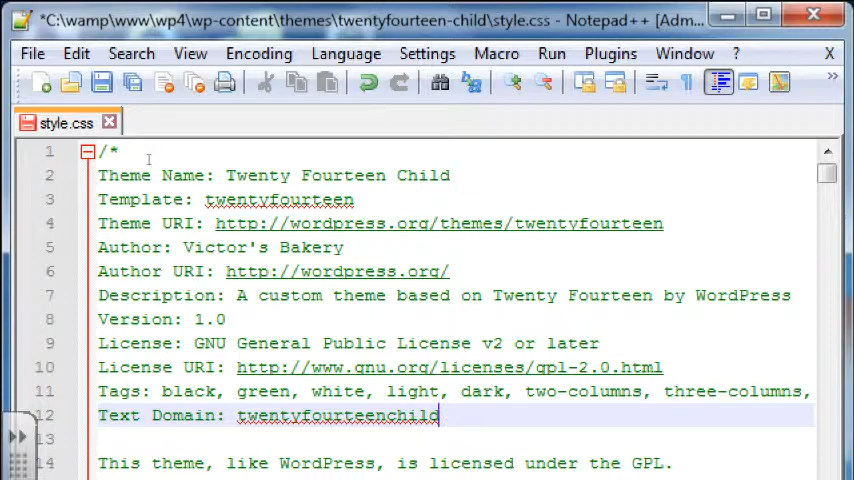 *C:\wamp\www\wp4\wp-content\themes\twentyfourteen-child\style.css - Notepad++ [Adm...
File Edit Search View Encoding Language Settings Macro Run Plugins Window ? X
style.css
1 /*
2 Theme Name: Twenty Fourteen Child
3 Template: twentyfourteen
4 Theme URI: http://wordpress.org/themes/twentyfourteen
5 Author: Victor's Bakery
6 Author URI: http://wordpress.org/
7 Description: A custom theme based on Twenty Fourteen by WordPress
8 Version: 1.0
9 License: GNU General Public License v2 or later
10 License URI: http://www.gnu.org/licenses/gpl-2.0.html
11 Tags: black, green, white, light, dark, two-columns, three-columns,
12 Text Domain: twentyfourteenchild
13
14 This theme, like WordPress, is licensed under the GPL.